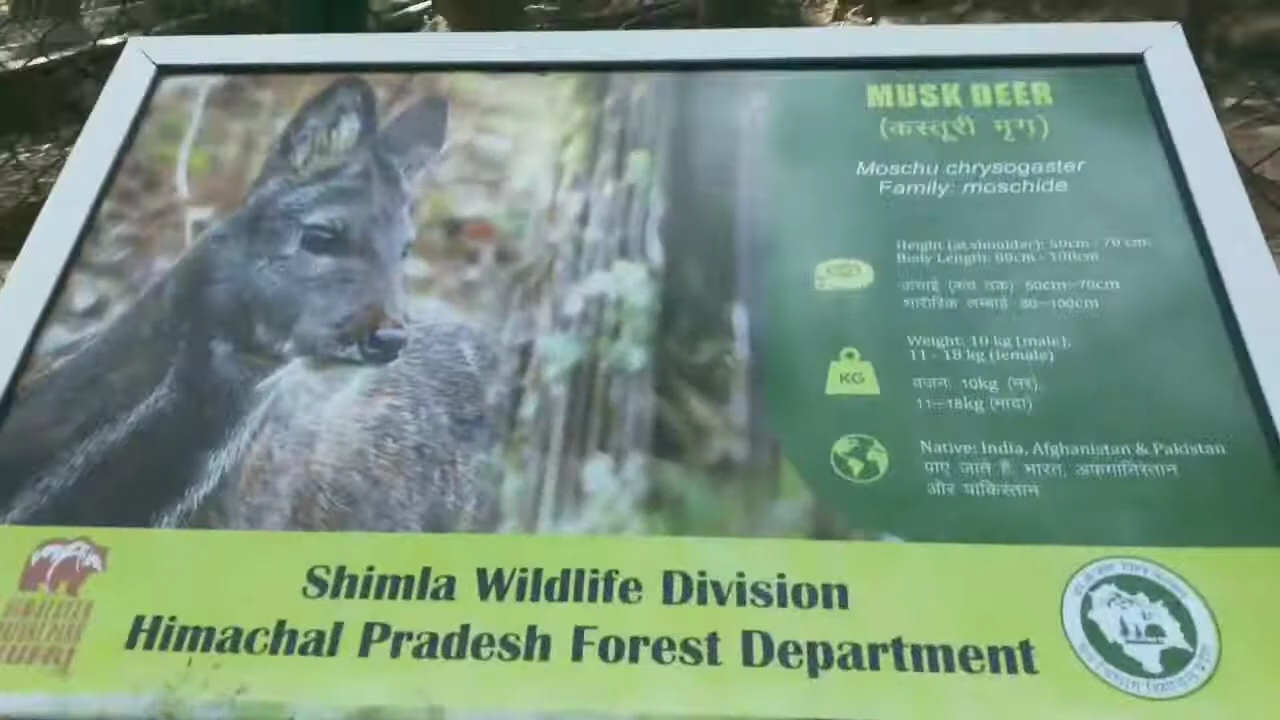 MUSK DEER
(कस्तूरी मृग)
Moschu chrysogaster
Family: moschide
Height (at shoulder): 50cm - 70 cm.
Body Length: 80cm - 100cm
ऊंचाई (कंधे तक) 50cm-70cm
शारीरिक लम्बाई 80-100cm
Weight: 10 kg (male),
11 - 18 kg (female)
KG
वजन: 10kg (नर)
11-18kg (मादा)
Native: India, Afghanistan & Pakistan
पाए जाते हैं: भारत, अफगानिस्तान
और पाकिस्तान
Shimla Wildlife Division
Himachal Pradesh Forest Department